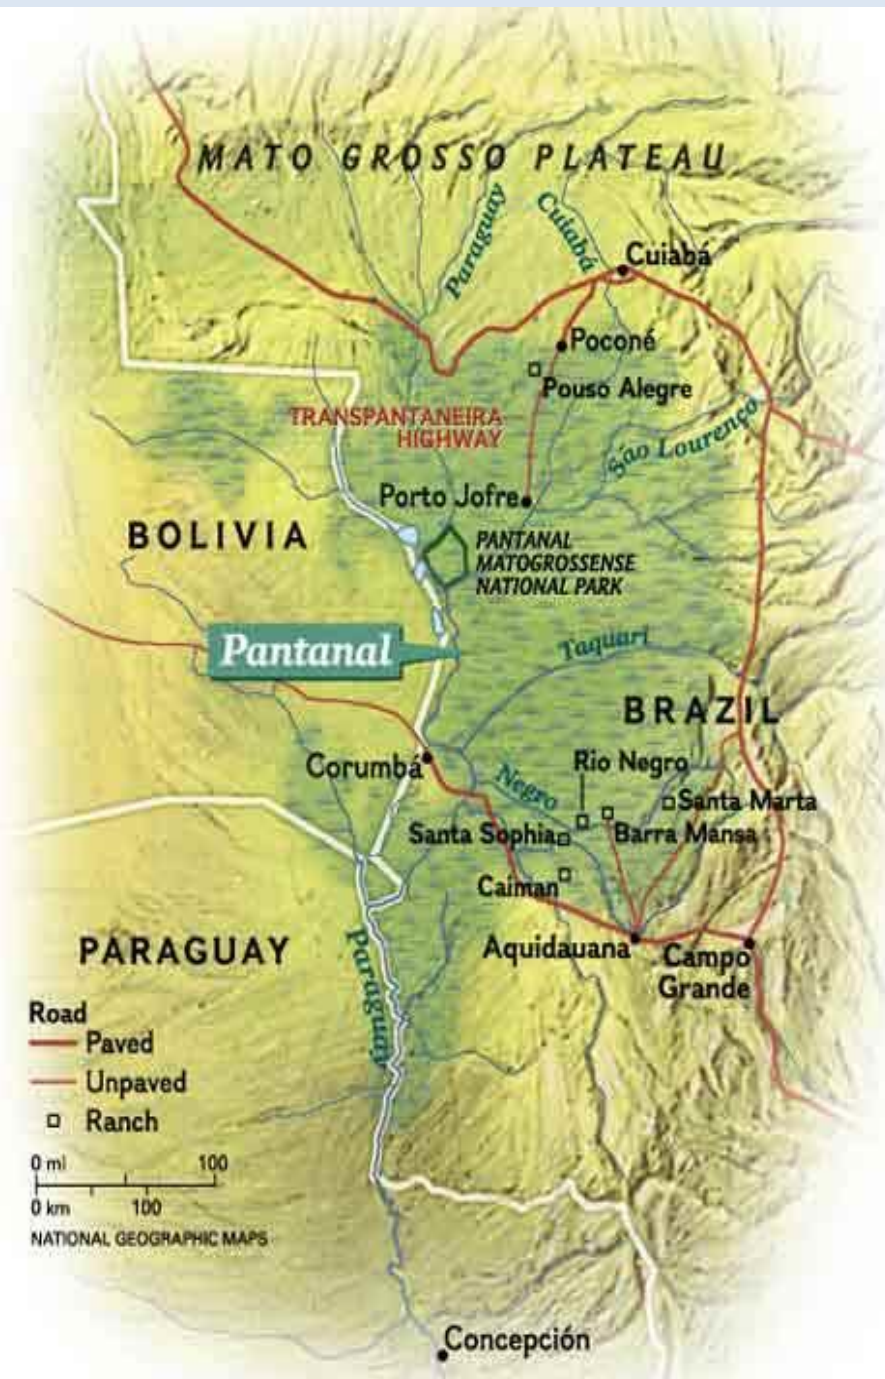 MATO GROSSO PLATEAU
Paraguay
Cuiabá
Cuiabá
Poconé
Pouso Alegre
TRANSPANTANEIRA
HIGHWAY
São Lourenço
Porto Jofre
BOLIVIA
PANTANAL
MATOGROSSENSE
NATIONAL PARK
Pantanal
Taquari
BRAZIL
Corumbá
Negro
Rio Negro
Santa Marta
Santa Sophia
Barra Mansa
Caiman
PARAGUAY
Paraguay
Aquidauana
Campo
Grande
Road
Paved
Unpaved
Ranch
0 mi 100
0 km 100
NATIONAL GEOGRAPHIC MAPS
Concepción